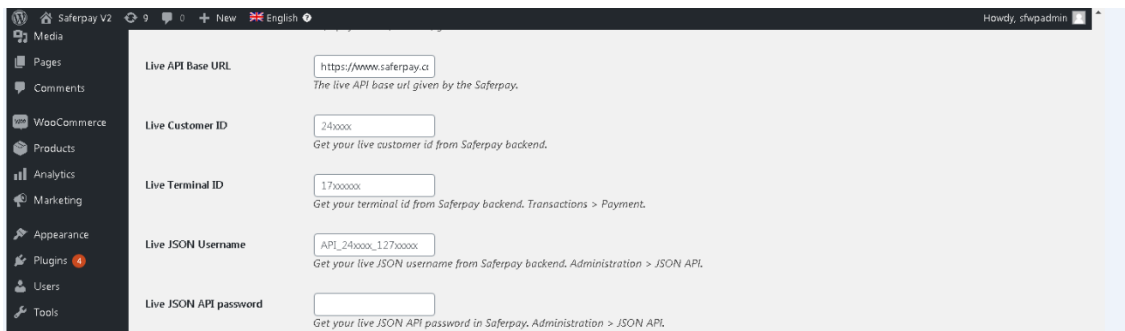 Saferpay V2 9 0 + New English Howdy, sfwpadmin
Media
Pages
Comments
WooCommerce
Products
Analytics
Marketing
Appearance
Plugins 4
Users
Tools
Live API Base URL
https://www.saferpay.co
The live API base url given by the Saferpay.
Live Customer ID
24xxxx
Get your live customer id from Saferpay backend.
Live Terminal ID
17xxxxxx
Get your terminal id from Saferpay backend. Transactions > Payment.
Live JSON Username
API_24xxxx_127xxxxx
Get your live JSON username from Saferpay backend. Administration > JSON API.
Live JSON API password
Get your live JSON API password in Saferpay. Administration > JSON API.